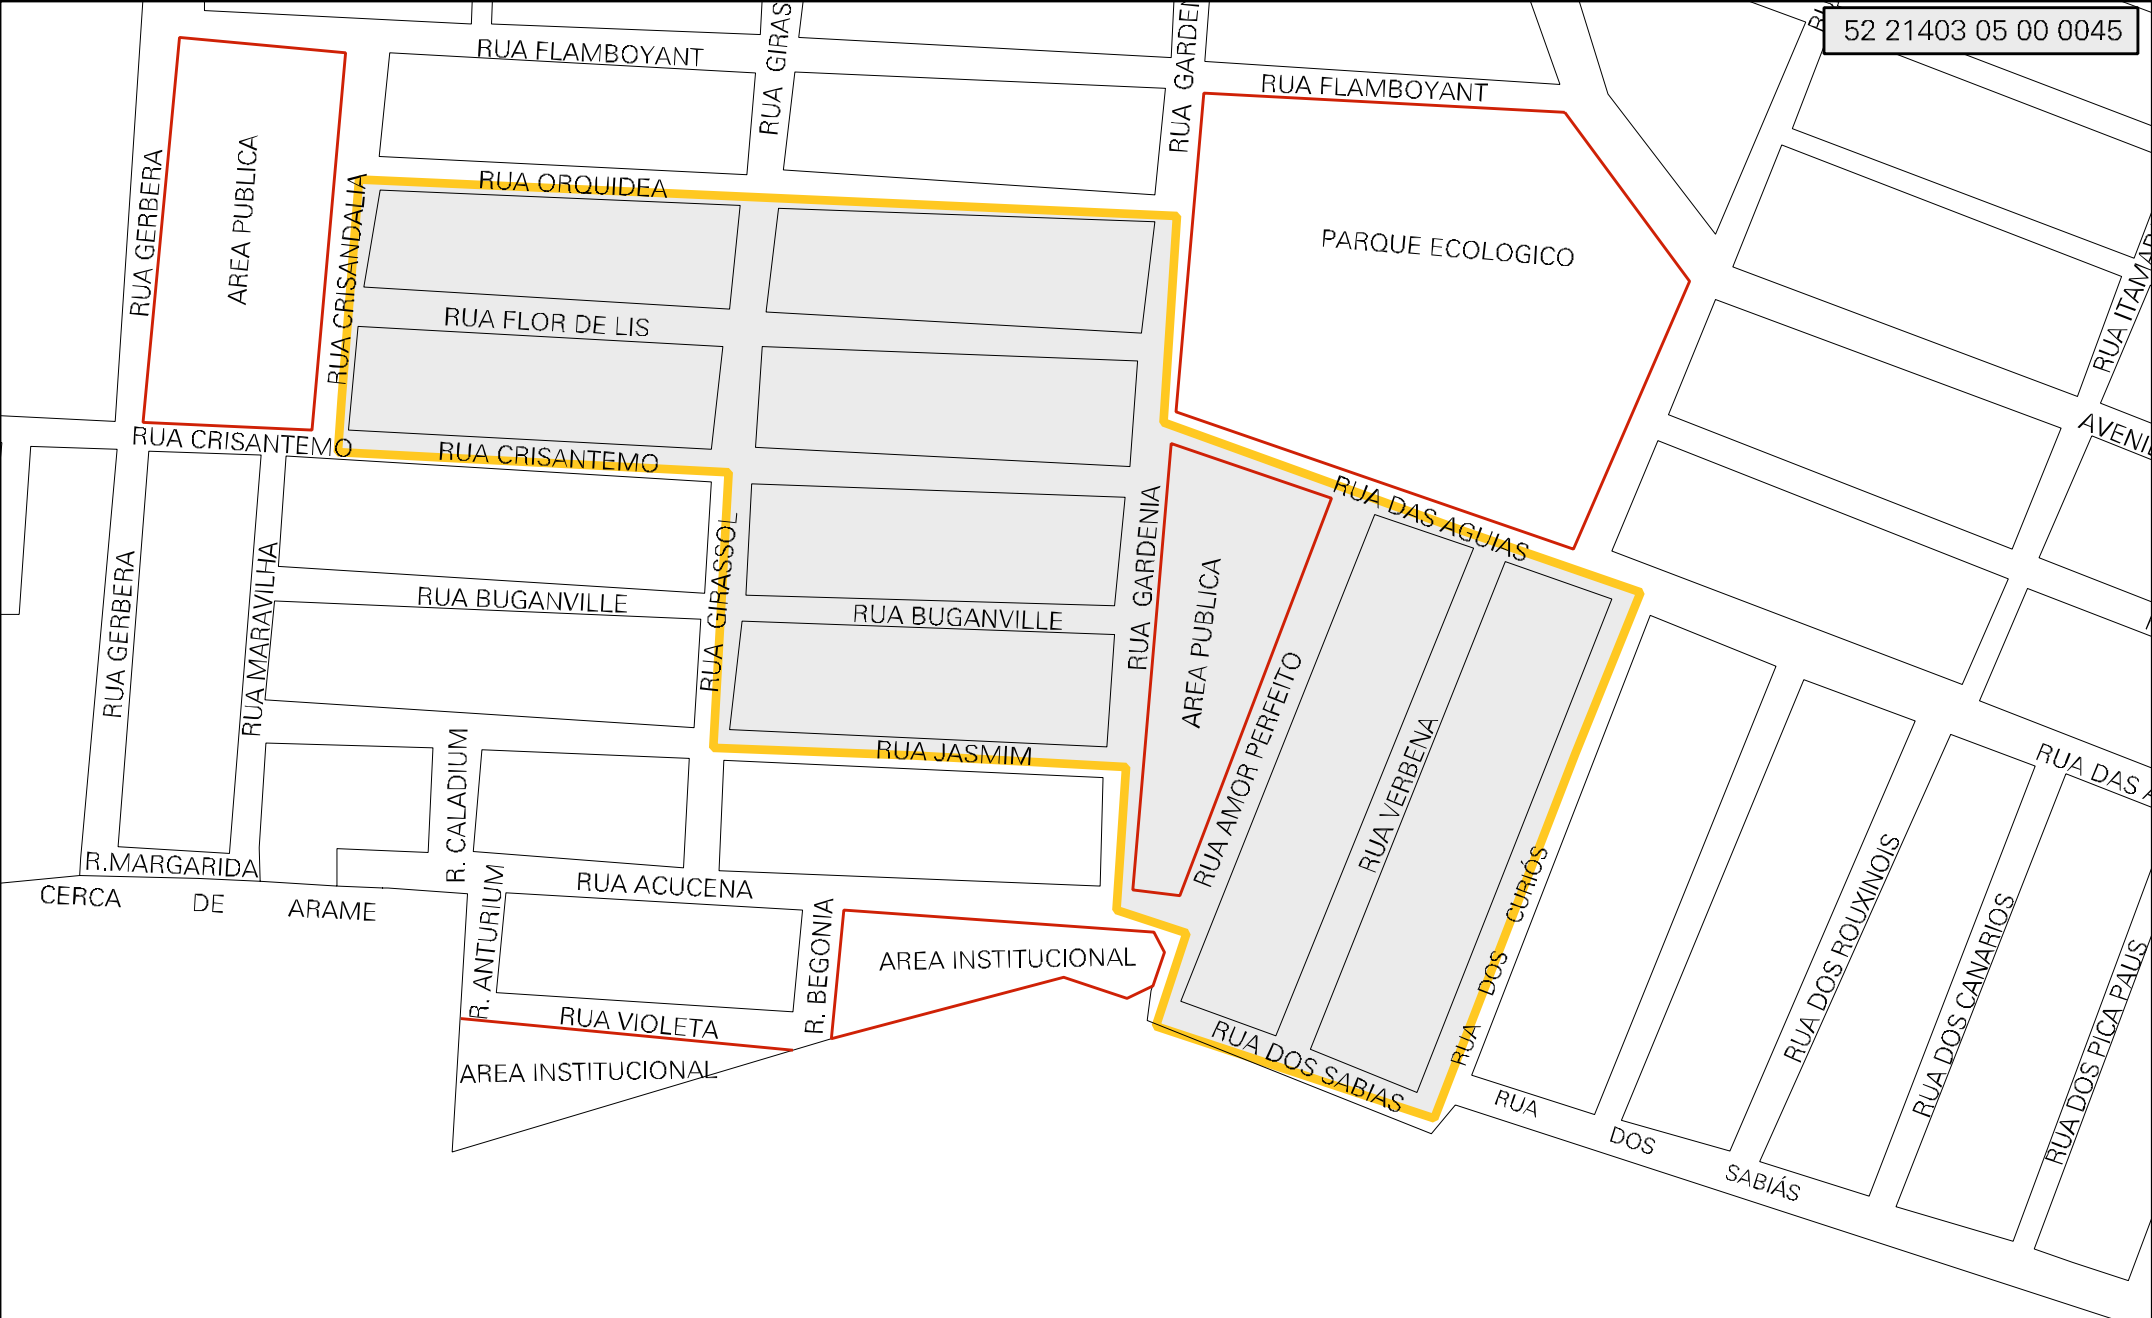 52 21403 05 00 0045
RUA FLAMBOYANT
RUA FLAMBOYANT
RUA GERBERA
AREA PUBLICA
RUA CRISANDALIA
RUA ORQUIDEA
PARQUE ECOLOGICO
RUA FLOR DE LIS
RUA CRISANTEMO
RUA CRISANTEMO
RUA DAS AGUIAS
RUA GERBERA
RUA MARAVILHA
RUA BUGANVILLE
RUA GIRASSOL
RUA BUGANVILLE
RUA GARDENIA
AREA PUBLICA
RUA AMOR PERFEITO
RUA VERBENA
RUA JASMIM
R. CALADIUM
R.MARGARIDA
CERCA DE ARAME
R. ANTURIUM
RUA ACUCENA
R. BEGONIA
AREA INSTITUCIONAL
RUA VIOLETA
AREA INSTITUCIONAL
RUA DOS SABIAS
RUA DOS CURIÓS
RUA DOS SABIÁS
RUA DOS ROUXINOIS
RUA DOS CANARIOS
RUA DOS PICA PAUS
RUA DAS
RUA
RUA
RUA